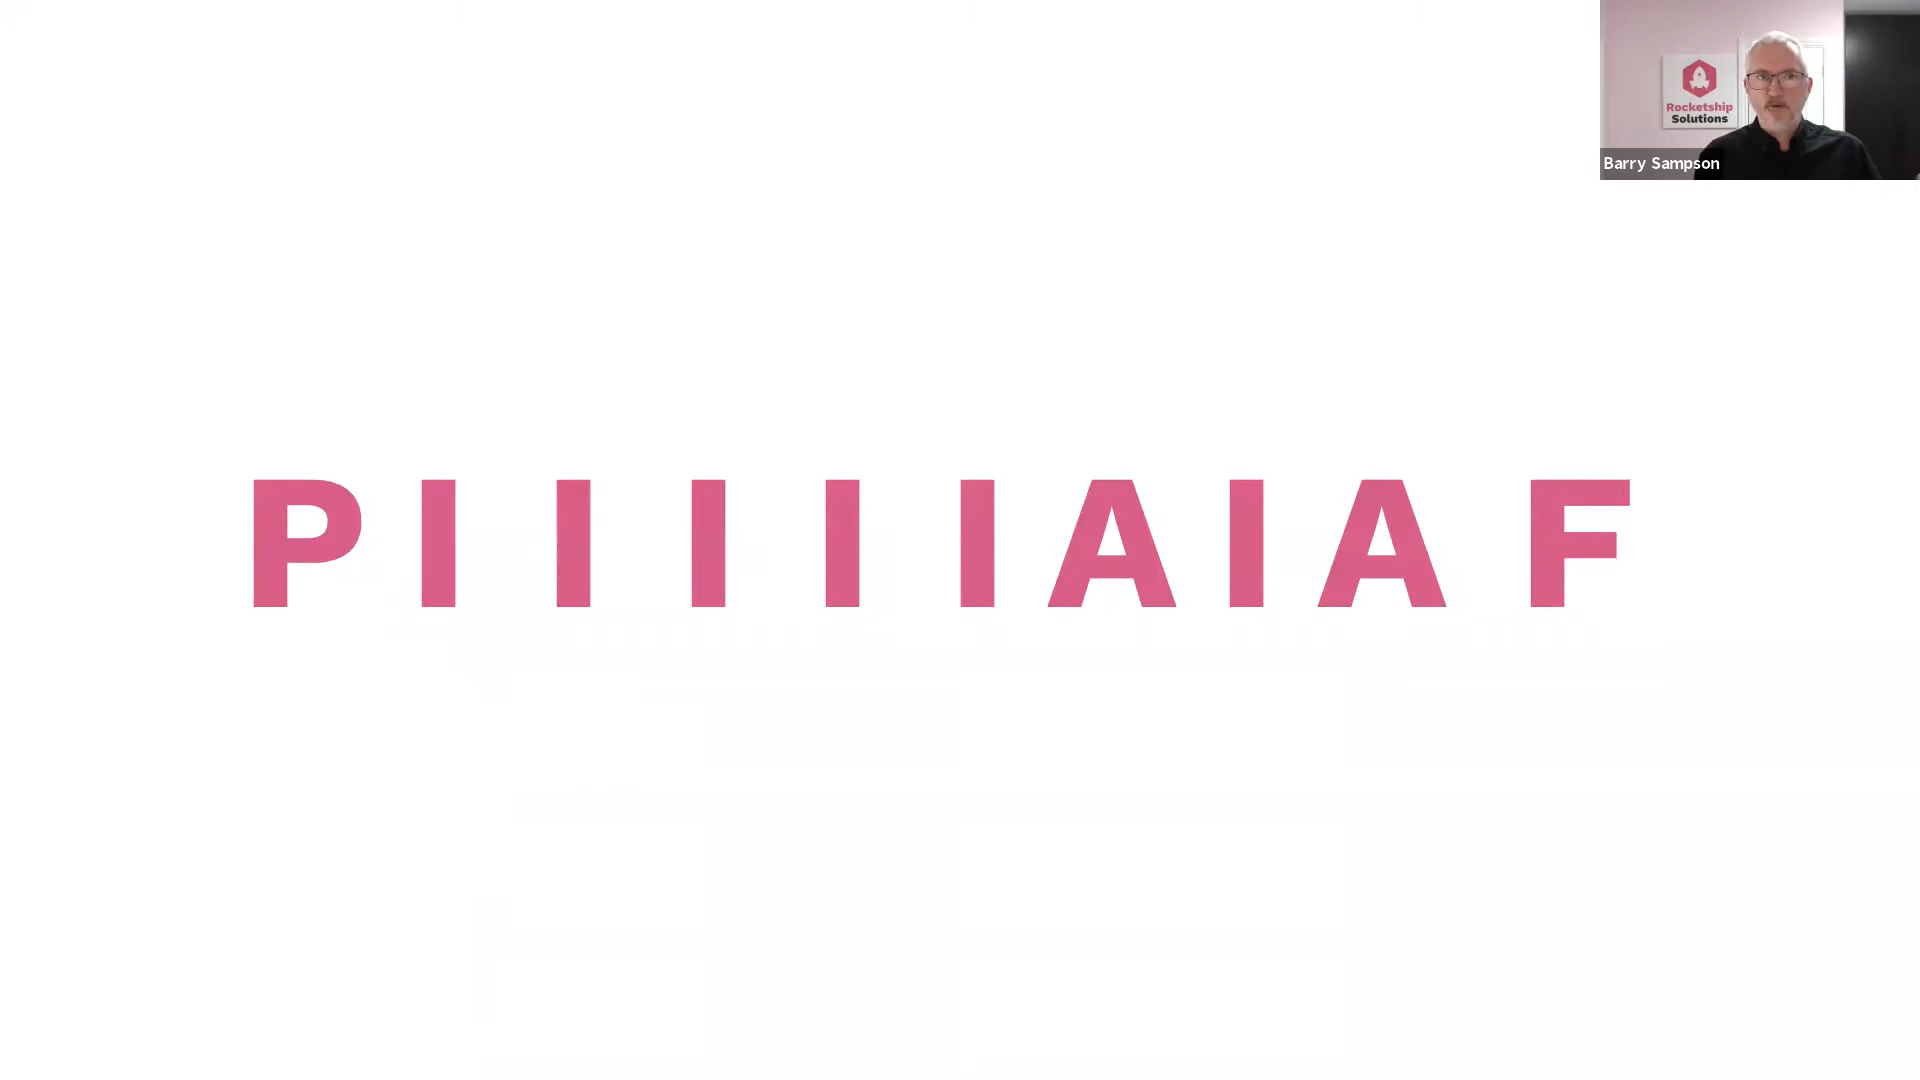 Rocketship
Solutions
Barry Sampson
P I I I I I A I A F